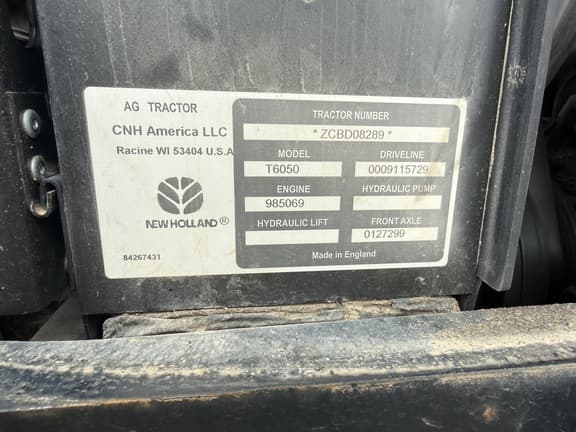 AG TRACTOR
CNH America LLC
Racine WI 53404 U.S.A
NEW HOLLAND®
84267431
TRACTOR NUMBER
* ZCBD08289 *
MODEL DRIVELINE
T6050 0009115729
ENGINE HYDRAULIC PUMP
985069
HYDRAULIC LIFT FRONT AXLE
0127299
Made in England